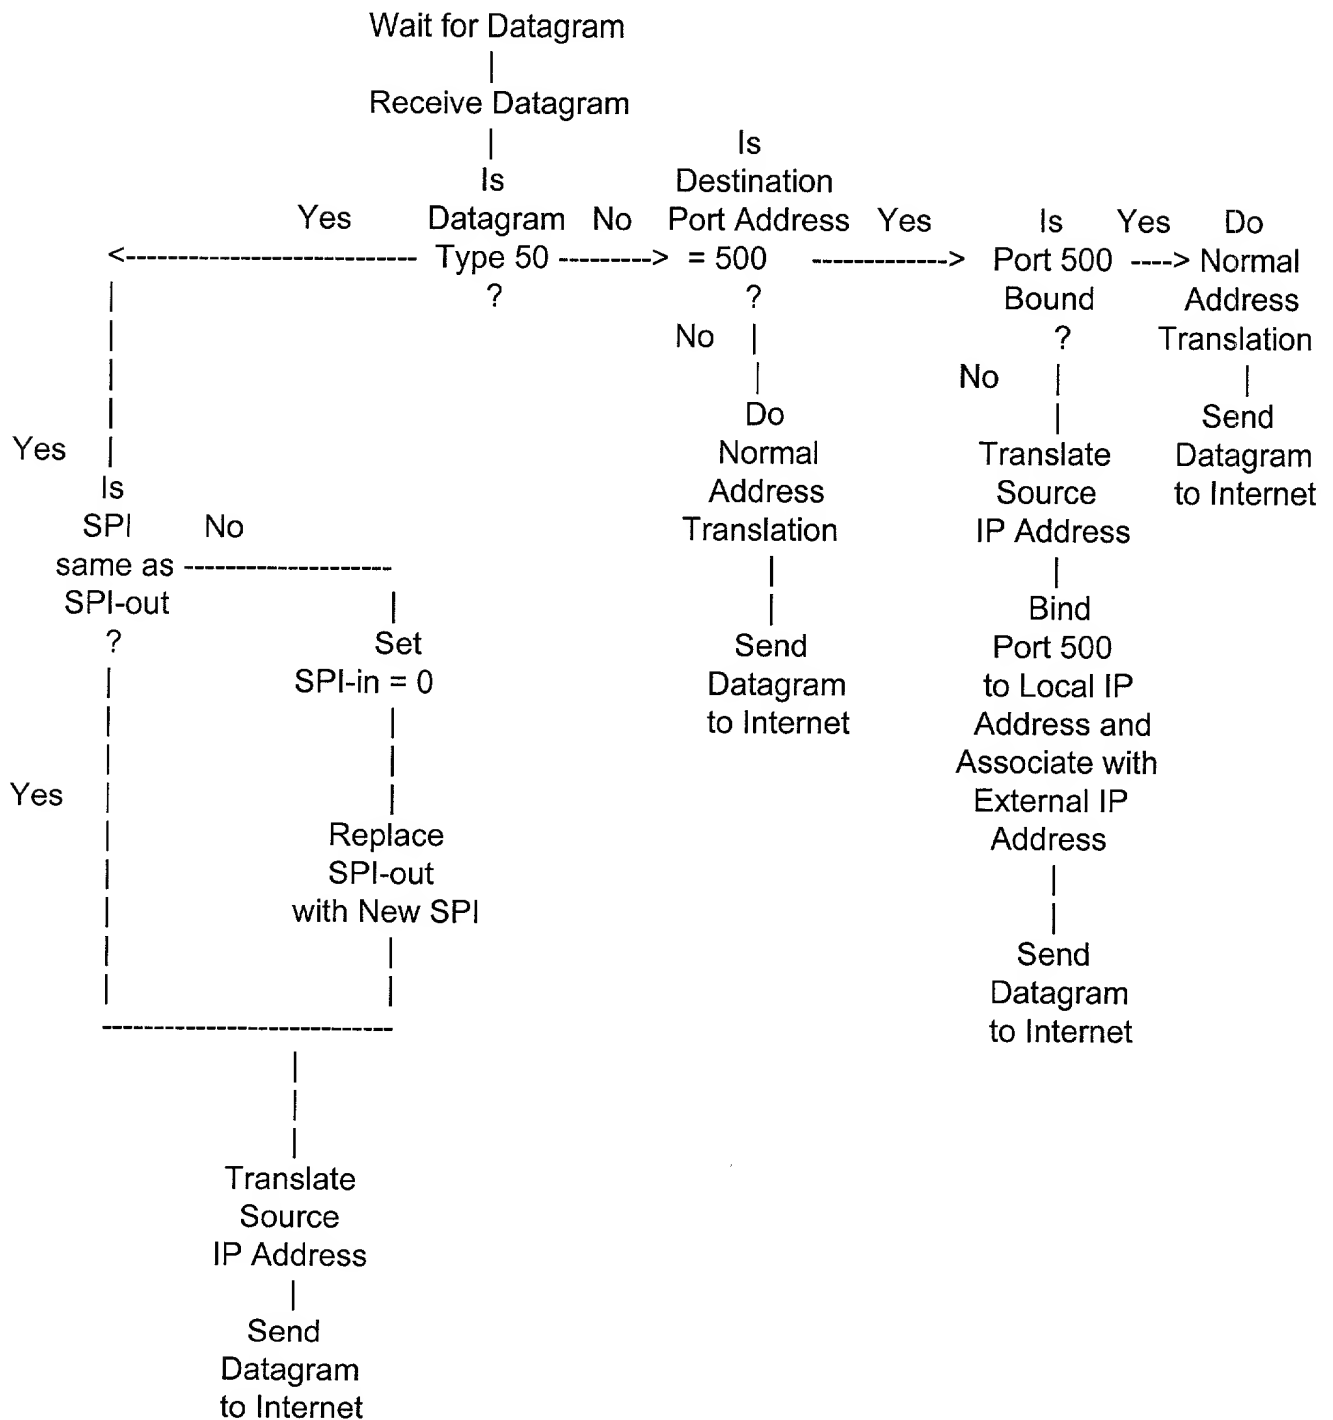 Wait for Datagram
Receive Datagram
Is
Datagram
Type 50
?
Yes
No
Is
Destination
Port Address
= 500
?
Yes
No
Is
Port 500
Bound
?
Yes
No
Do
Normal
Address
Translation
Send
Datagram
to Internet
Yes
Is
SPI
same as
SPI-out
?
No
Set
SPI-in = 0
Replace
SPI-out
with New SPI
Yes
Translate
Source
IP Address
Send
Datagram
to Internet
Do
Normal
Address
Translation
Send
Datagram
to Internet
Translate
Source
IP Address
Bind
Port 500
to Local IP
Address and
Associate with
External IP
Address
Send
Datagram
to Internet